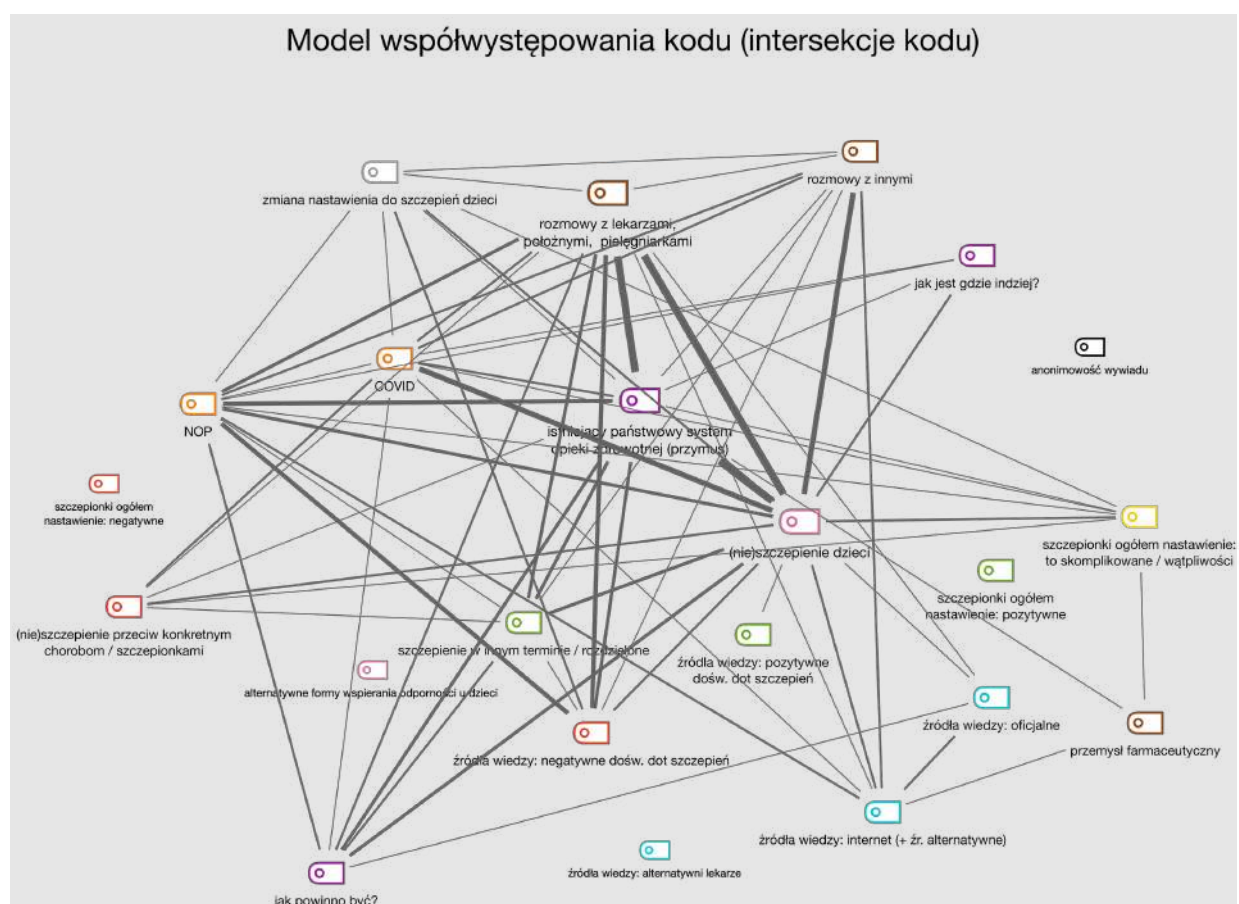 Model współwystępowania kodu (intersekcje kodu)
rozmowy z innymi
zmiana nastawienia do szczepień dzieci
rozmowy z lekarzami,
położnymi, pielęgniarkami
jak jest gdzie indziej?
anonimowość wywiadu
COVID
NOP
istniejący państwowy system
opieki zdrowotnej (przymus)
szczepionki ogółem
nastawienie: negatywne
(nie)szczepienie dzieci
szczepionki ogółem nastawienie:
to skomplikowane / wątpliwości
szczepionki ogółem
nastawienie: pozytywne
(nie)szczepienie przeciw konkretnym
chorobom / szczepionkami
szczepienie w innym terminie / rozdzielone
źródła wiedzy: pozytywne
dośw. dot szczepień
alternatywne formy wspierania odporności u dzieci
źródła wiedzy: oficjalne
przemysł farmaceutyczny
źródła wiedzy: negatywne dośw. dot szczepień
źródła wiedzy: internet (+ źr. alternatywne)
źródła wiedzy: alternatywni lekarze
jak powinno być?